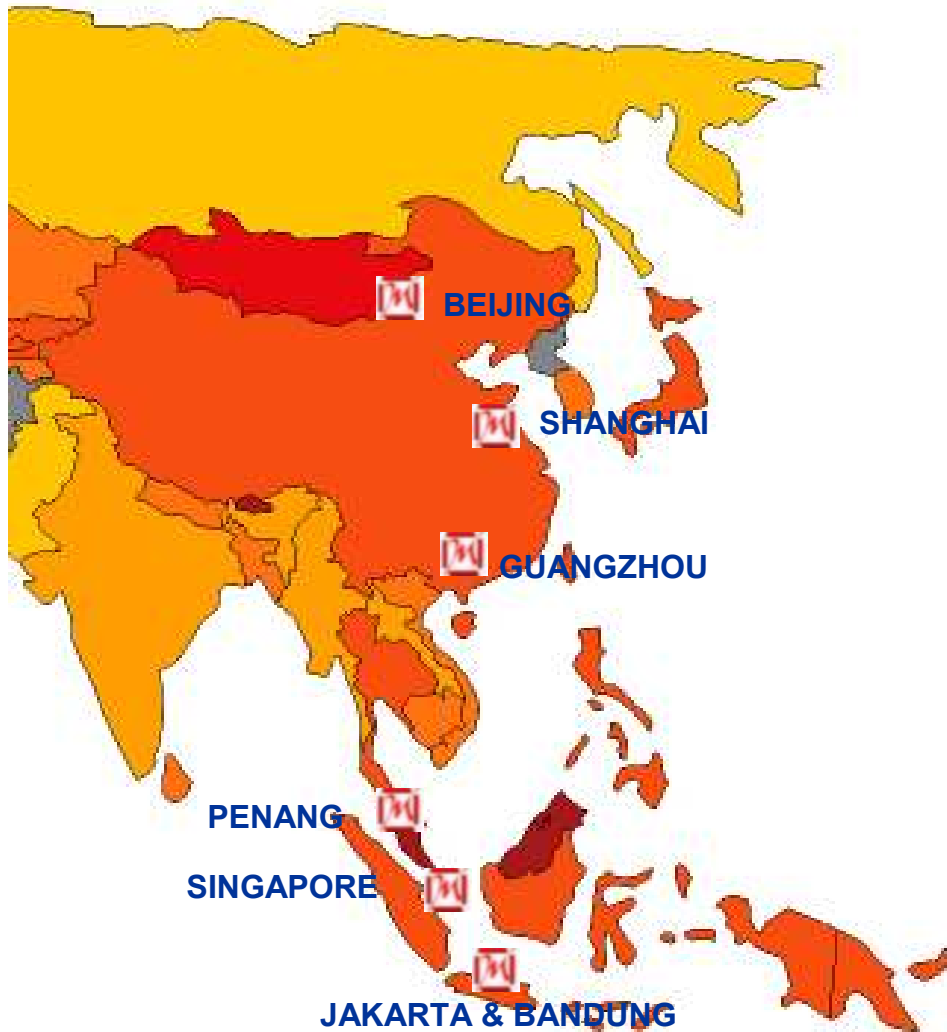 BEIJING
SHANGHAI
GUANGZHOU
PENANG
SINGAPORE
JAKARTA & BANDUNG